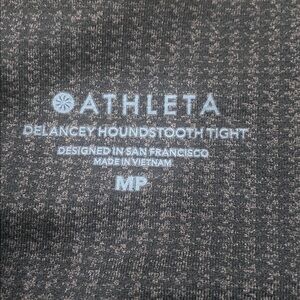 ATHLETA
DELANCEY HOUNDSTOOTH TIGHT
DESIGNED IN SAN FRANCISCO
MADE IN VIETNAM
MP